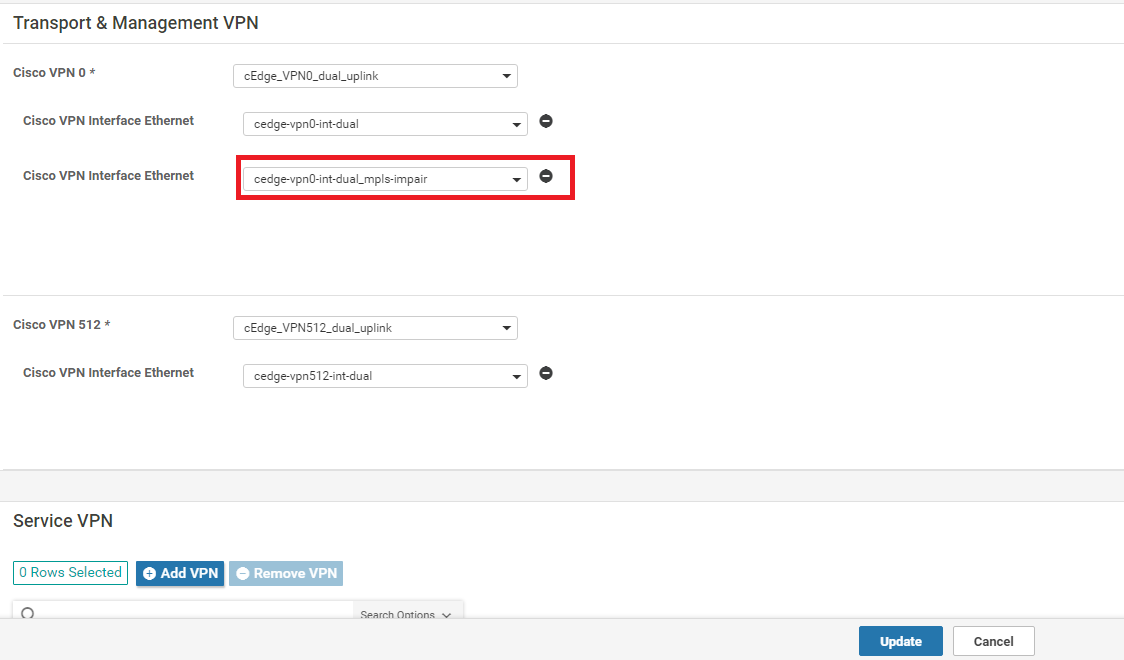 Transport & Management VPN
Cisco VPN 0 *
cEdge_VPN0_dual_uplink
Cisco VPN Interface Ethernet
cedge-vpn0-int-dual
Cisco VPN Interface Ethernet
cedge-vpn0-int-dual_mpls-impair
Cisco VPN 512 *
cEdge_VPN512_dual_uplink
Cisco VPN Interface Ethernet
cedge-vpn512-int-dual
Service VPN
0 Rows Selected
Add VPN
Remove VPN
Search Options
Update
Cancel